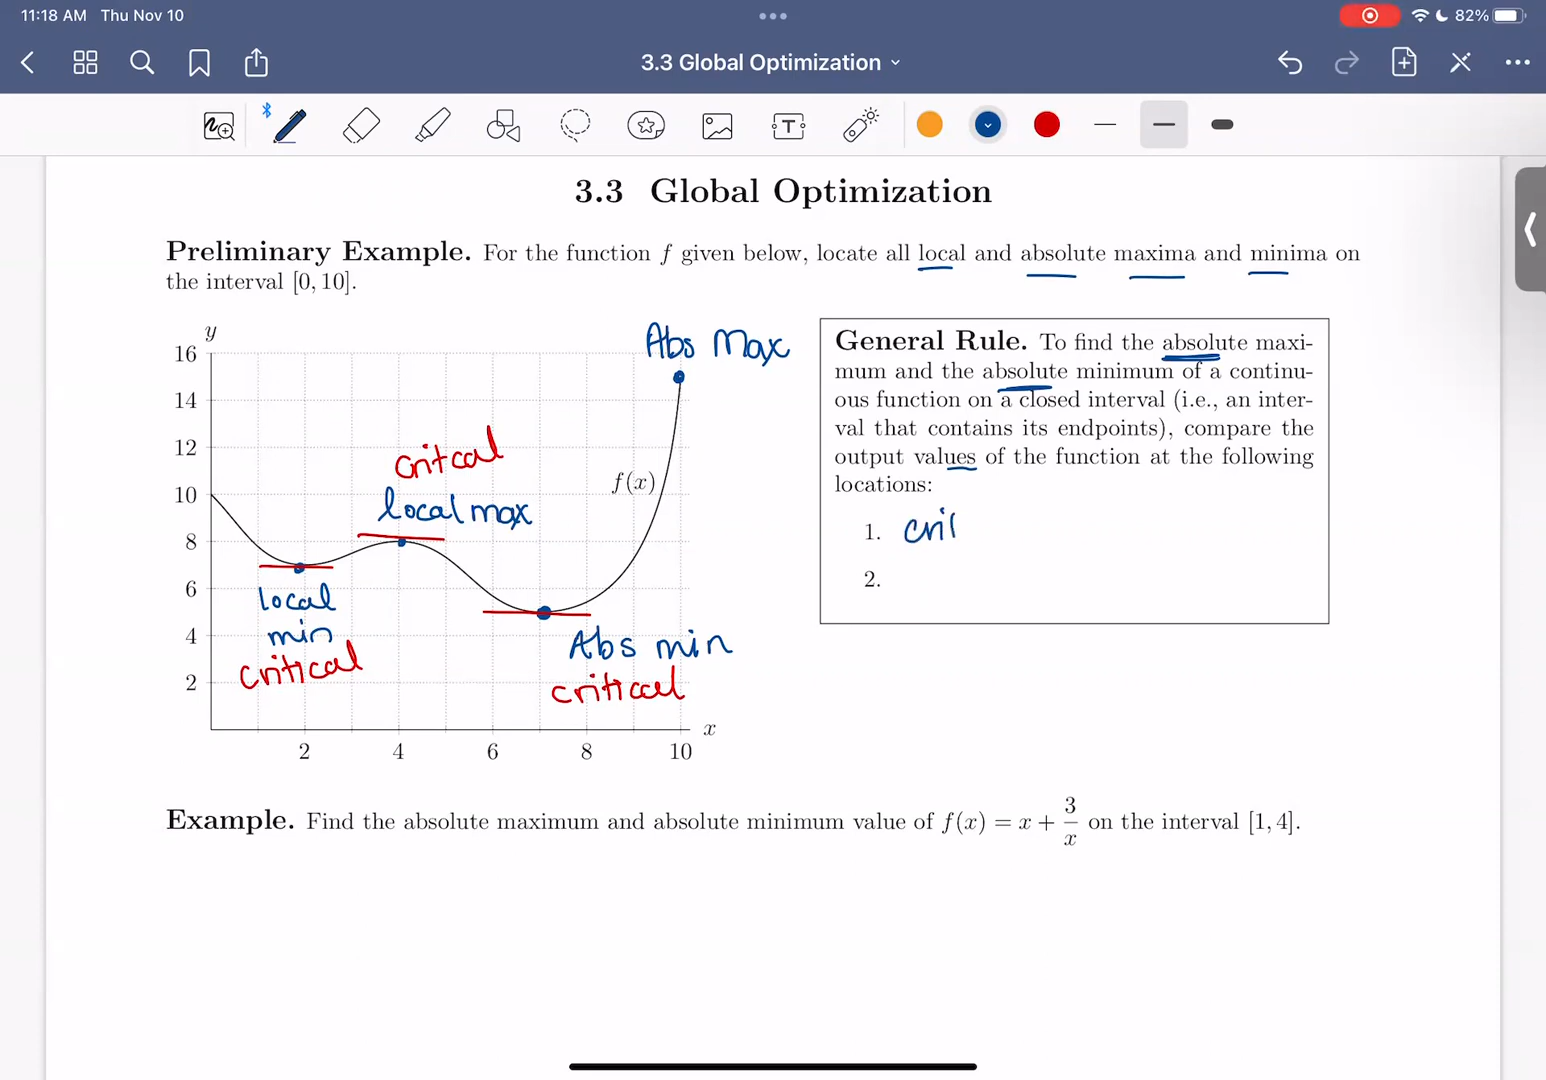 11:18 AM Thu Nov 10
82%
3.3 Global Optimization
T
3.3 Global Optimization
Preliminary Example. For the function f given below, locate all local and absolute maxima and minima on
the interval [0, 10].
y
16
14
12
10
8
6
4
2
2 4 6 8 10
x
f(x)
Abs Max
critcal
local max
local
min
critical
Abs min
critical
General Rule. To find the absolute maxi-
mum and the absolute minimum of a continu-
ous function on a closed interval (i.e., an inter-
val that contains its endpoints), compare the
output values of the function at the following
locations:
1. cri
2.
Example. Find the absolute maximum and absolute minimum value of f(x) = x + 3/x on the interval [1, 4].